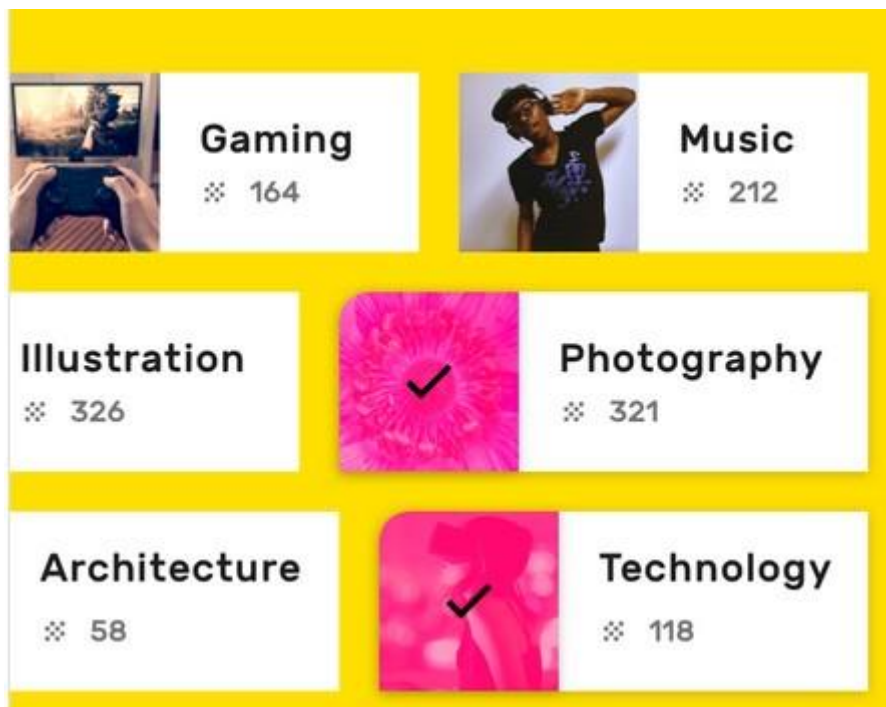 Gaming
164
Music
212
Illustration
326
Photography
321
Architecture
58
Technology
118